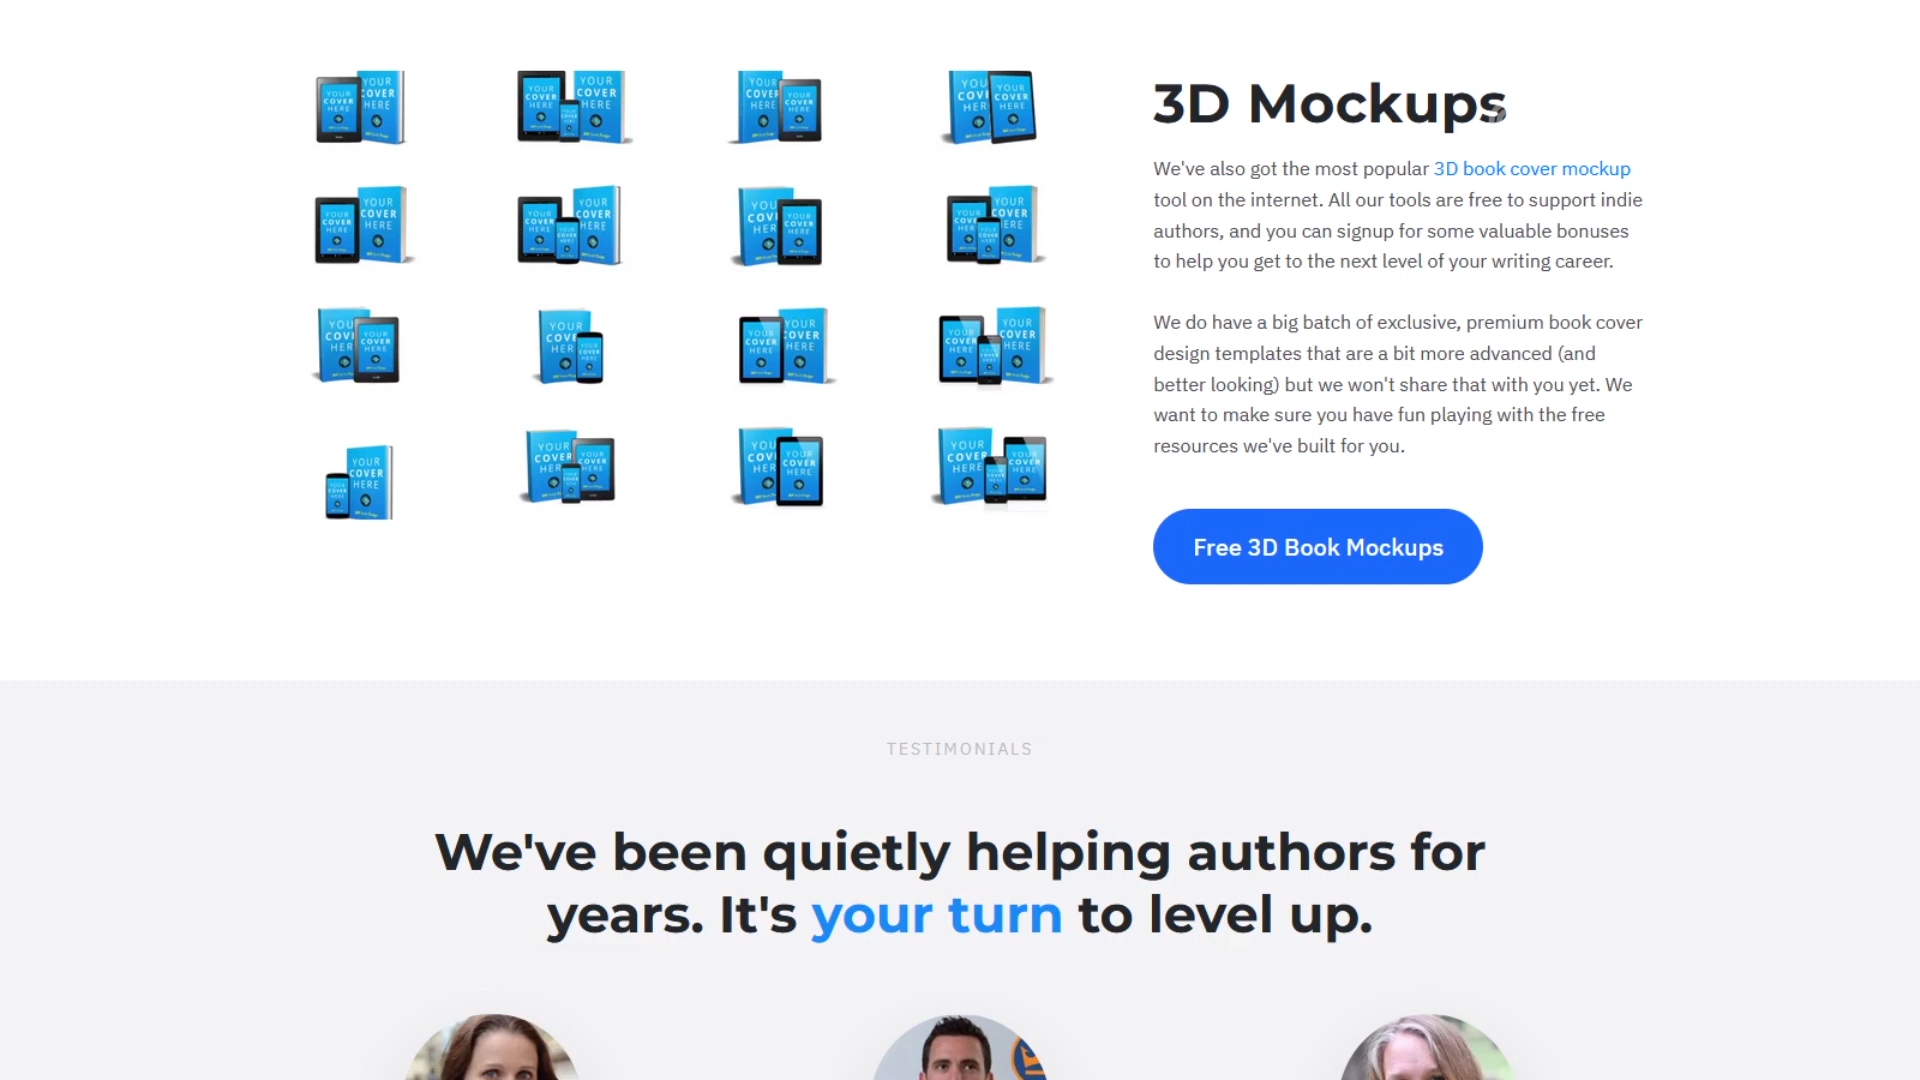 3D Mockups
We've also got the most popular 3D book cover mockup
tool on the internet. All our tools are free to support indie
authors, and you can signup for some valuable bonuses
to help you get to the next level of your writing career.
We do have a big batch of exclusive, premium book cover
design templates that are a bit more advanced (and
better looking) but we won't share that with you yet. We
want to make sure you have fun playing with the free
resources we've built for you.
Free 3D Book Mockups
TESTIMONIALS
We've been quietly helping authors for
years. It's your turn to level up.